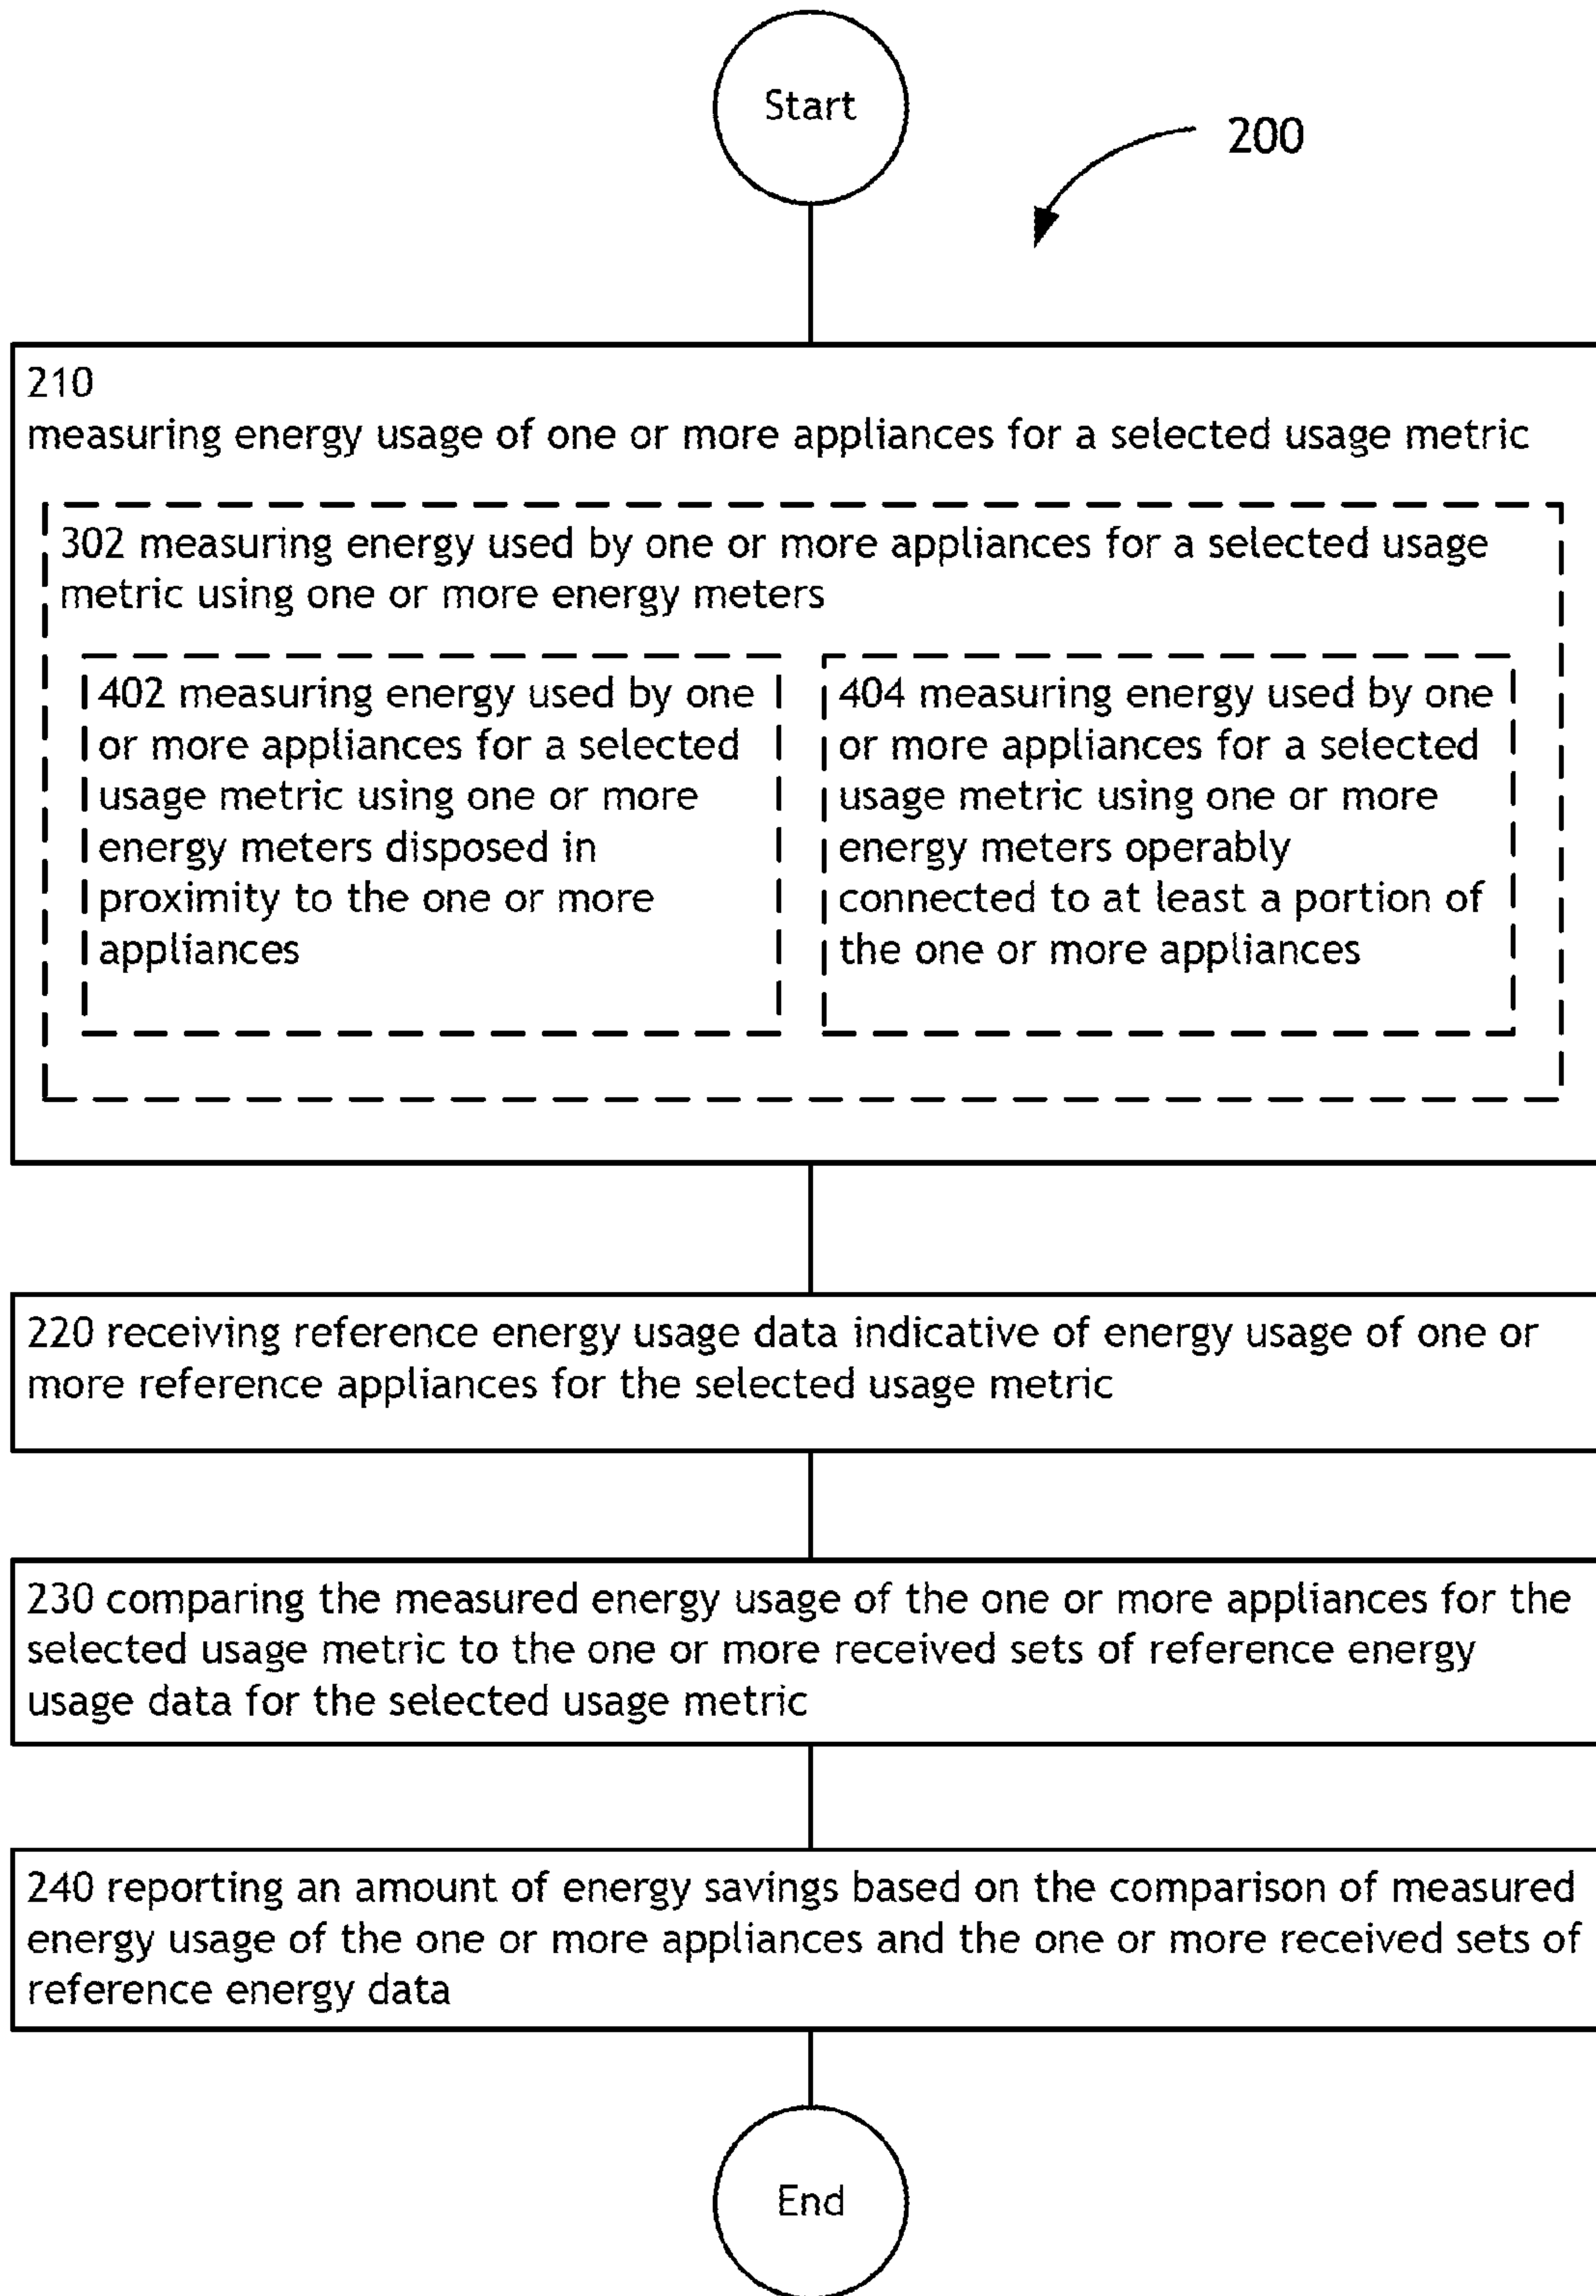 Start
200
210
measuring energy usage of one or more appliances for a selected usage metric
302 measuring energy used by one or more appliances for a selected usage
metric using one or more energy meters
402 measuring energy used by one
or more appliances for a selected
usage metric using one or more
energy meters disposed in
proximity to the one or more
appliances
404 measuring energy used by one
or more appliances for a selected
usage metric using one or more
energy meters operably
connected to at least a portion of
the one or more appliances
220 receiving reference energy usage data indicative of energy usage of one or
more reference appliances for the selected usage metric
230 comparing the measured energy usage of the one or more appliances for the
selected usage metric to the one or more received sets of reference energy
usage data for the selected usage metric
240 reporting an amount of energy savings based on the comparison of measured
energy usage of the one or more appliances and the one or more received sets of
reference energy data
End